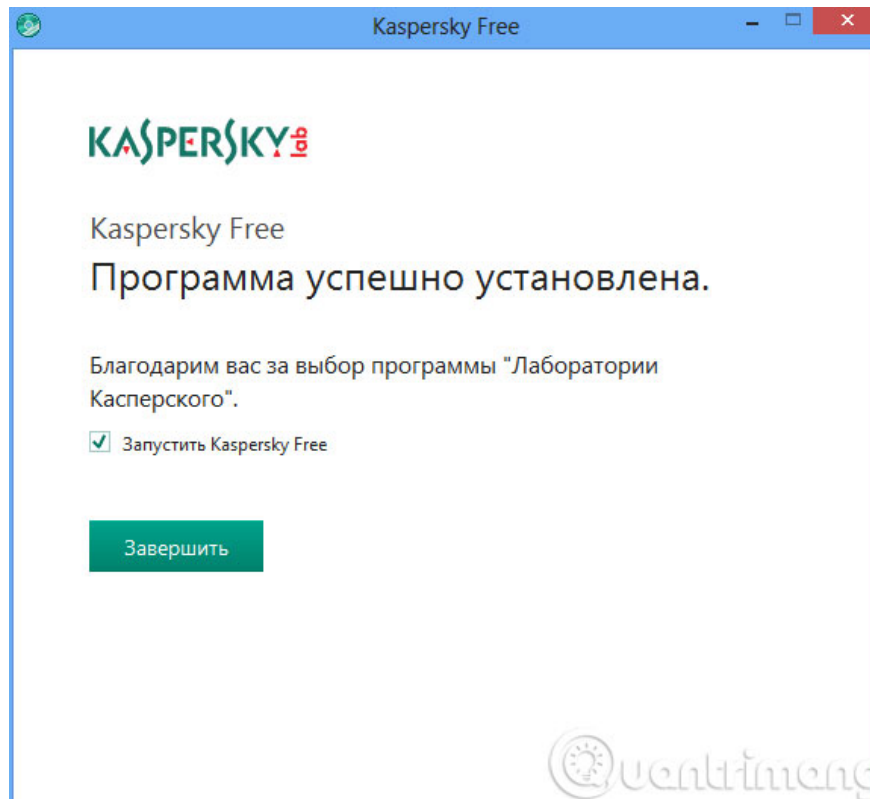 Kaspersky Free
KASPERSKY lab
Kaspersky Free
Программа успешно установлена.
Благодарим вас за выбор программы "Лаборатории
Касперского".
Запустить Kaspersky Free
Завершить
Quantrimang